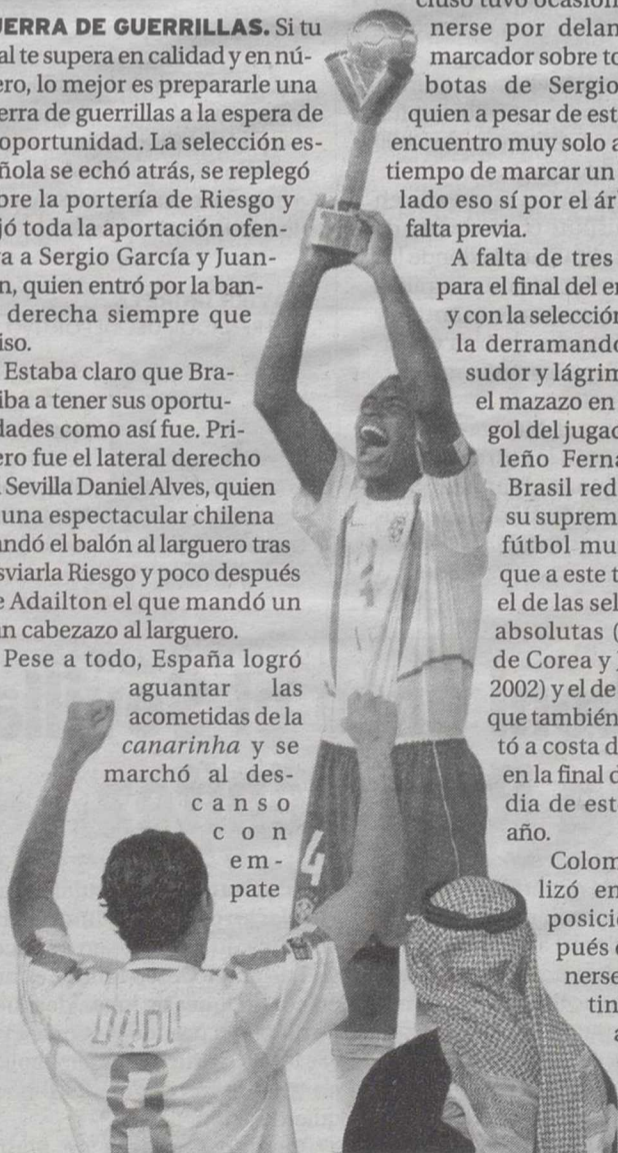 UERRA DE GUERRILLAS. Si tu
al te supera en calidad y en nú-
ero, lo mejor es prepararle una
erra de guerrillas a la espera de
oportunidad. La selección es-
ñola se echó atrás, se replegó
bre la portería de Riesgo y
jó toda la aportación ofen-
a a Sergio García y Juan-
n, quien entró por la ban-
derecha siempre que
iso.
Estaba claro que Bra-
iba a tener sus oportu-
dades como así fue. Pri-
ero fue el lateral derecho
Sevilla Daniel Alves, quien
una espectacular chilena
andó el balón al larguero tras
sviarla Riesgo y poco después
e Adailton el que mandó un
an cabezazo al larguero.
Pese a todo, España logró
aguantar las
acometidas de la
canarinha y se
marchó al des-
canso
con
em-
pate
cluso tuvo ocasión
nerse por delan
marcador sobre to
botas de Sergio
quien a pesar de est
encuentro muy solo a
tiempo de marcar un
lado eso sí por el ár
falta previa.
A falta de tres
para el final del en
y con la selección
la derramando
sudor y lágrim
el mazazo en
gol del jugad
leño Ferna
Brasil red
su suprem
fútbol mu
que a este t
el de las sel
absolutas (
de Corea y J
2002) y el de
que también
tó a costa d
en la final d
dia de est
año.
Colom
lizó en
posició
pués d
nerse
tin
a
4
DUDU
8